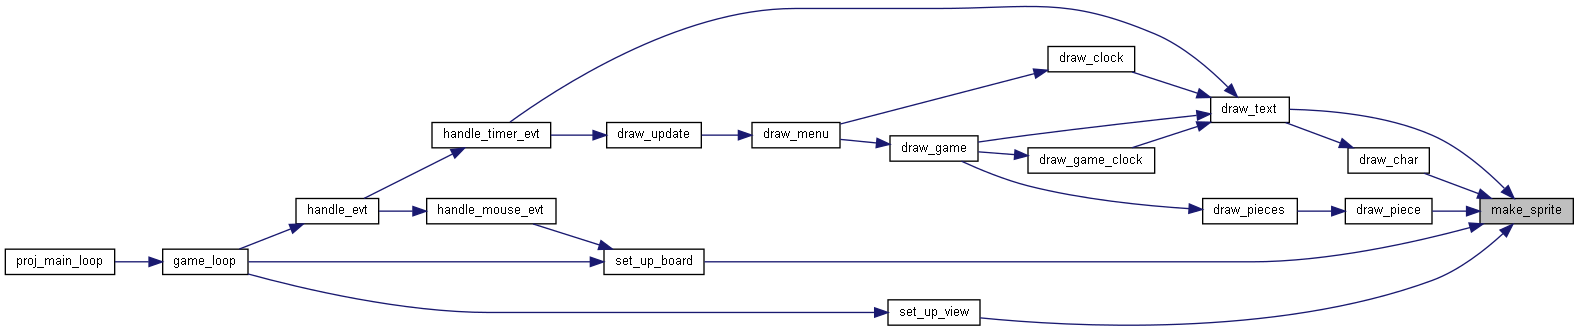 draw_clock
draw_text
handle_timer_evt
draw_update
draw_menu
draw_game
draw_game_clock
draw_char
handle_evt
handle_mouse_evt
draw_pieces
draw_piece
make_sprite
proj_main_loop
game_loop
set_up_board
set_up_view